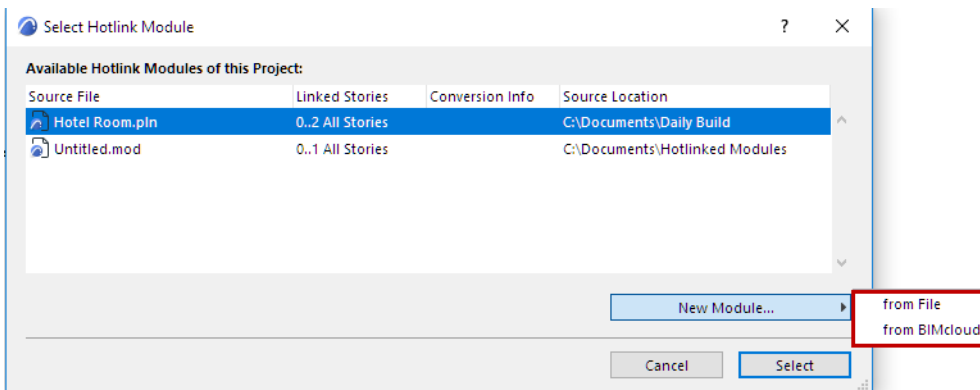 Select Hotlink Module ?
Available Hotlink Modules of this Project:
Source File Linked Stories Conversion Info Source Location
Hotel Room.pln 0..2 All Stories C:\Documents\Daily Build
Untitled.mod 0..1 All Stories C:\Documents\Hotlinked Modules
New Module...
from File
from BIMcloud
Cancel Select